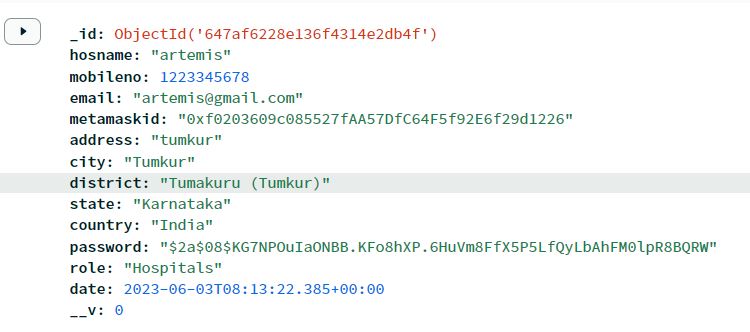 _id: ObjectId('647af6228e136f4314e2db4f')
hosname: "artemis"
mobileno: 1223345678
email: "artemis@gmail.com"
metamaskid: "0xf0203609c085527fAA57DfC64F5f92E6f29d1226"
address: "tumkur"
city: "Tumkur"
district: "Tumakuru (Tumkur)"
state: "Karnataka"
country: "India"
password: "$2a$08$KG7NPOuIaONBB.KFo8hXP.6HuVm8FfX5P5LfQyLbAhFM0lpR8BQRW"
role: "Hospitals"
date: 2023-06-03T08:13:22.385+00:00
__v: 0